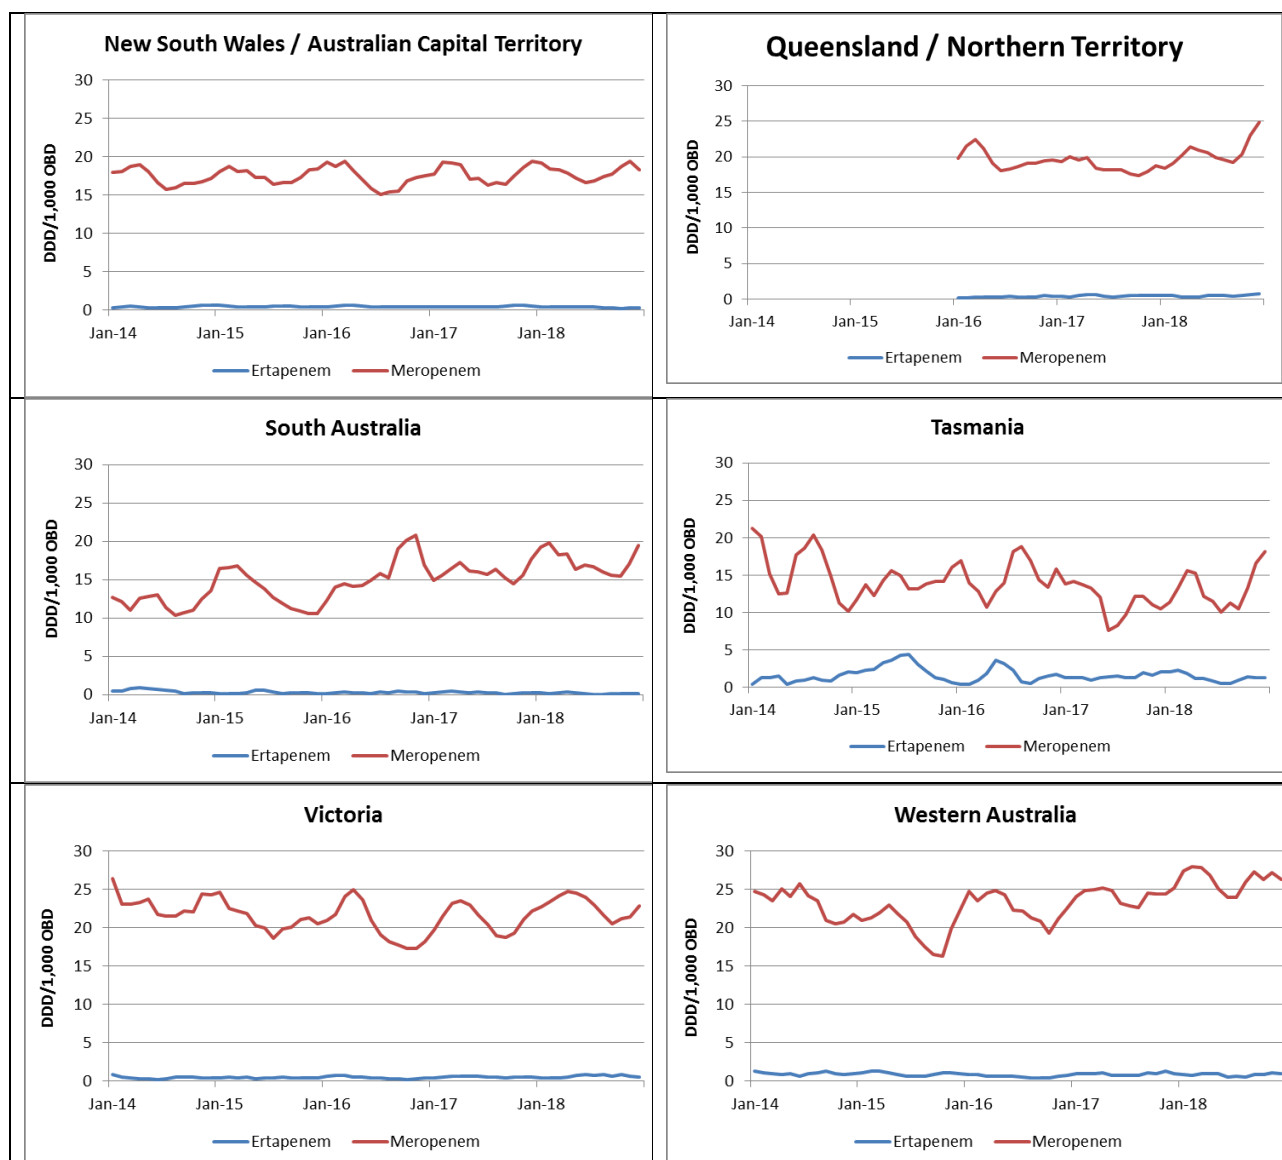 New South Wales / Australian Capital Territory
DDD/1,000 OBD
30
25
20
15
10
5
0
Jan-14 Jan-15 Jan-16 Jan-17 Jan-18
Ertapenem Meropenem
Queensland / Northern Territory
DDD/1,000 OBD
30
25
20
15
10
5
0
Jan-14 Jan-15 Jan-16 Jan-17 Jan-18
Ertapenem Meropenem
South Australia
DDD/1,000 OBD
30
25
20
15
10
5
0
Jan-14 Jan-15 Jan-16 Jan-17 Jan-18
Ertapenem Meropenem
Tasmania
DDD/1,000 OBD
30
25
20
15
10
5
0
Jan-14 Jan-15 Jan-16 Jan-17 Jan-18
Ertapenem Meropenem
Victoria
DDD/1,000 OBD
30
25
20
15
10
5
0
Jan-14 Jan-15 Jan-16 Jan-17 Jan-18
Ertapenem Meropenem
Western Australia
DDD/1,000 OBD
30
25
20
15
10
5
0
Jan-14 Jan-15 Jan-16 Jan-17 Jan-18
Ertapenem Meropenem